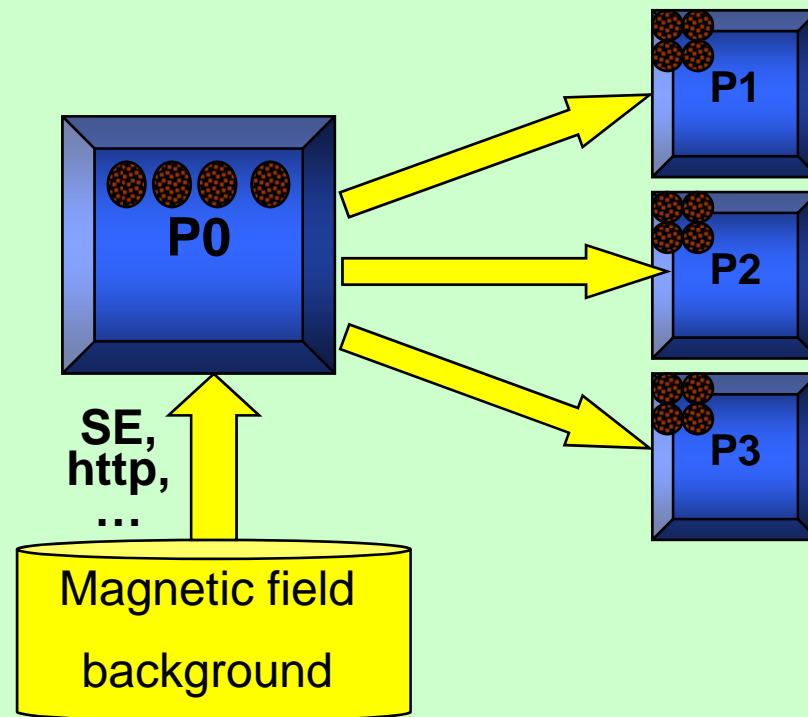 P0
P1
P2
P3
SE,
http,
…
Magnetic field
background